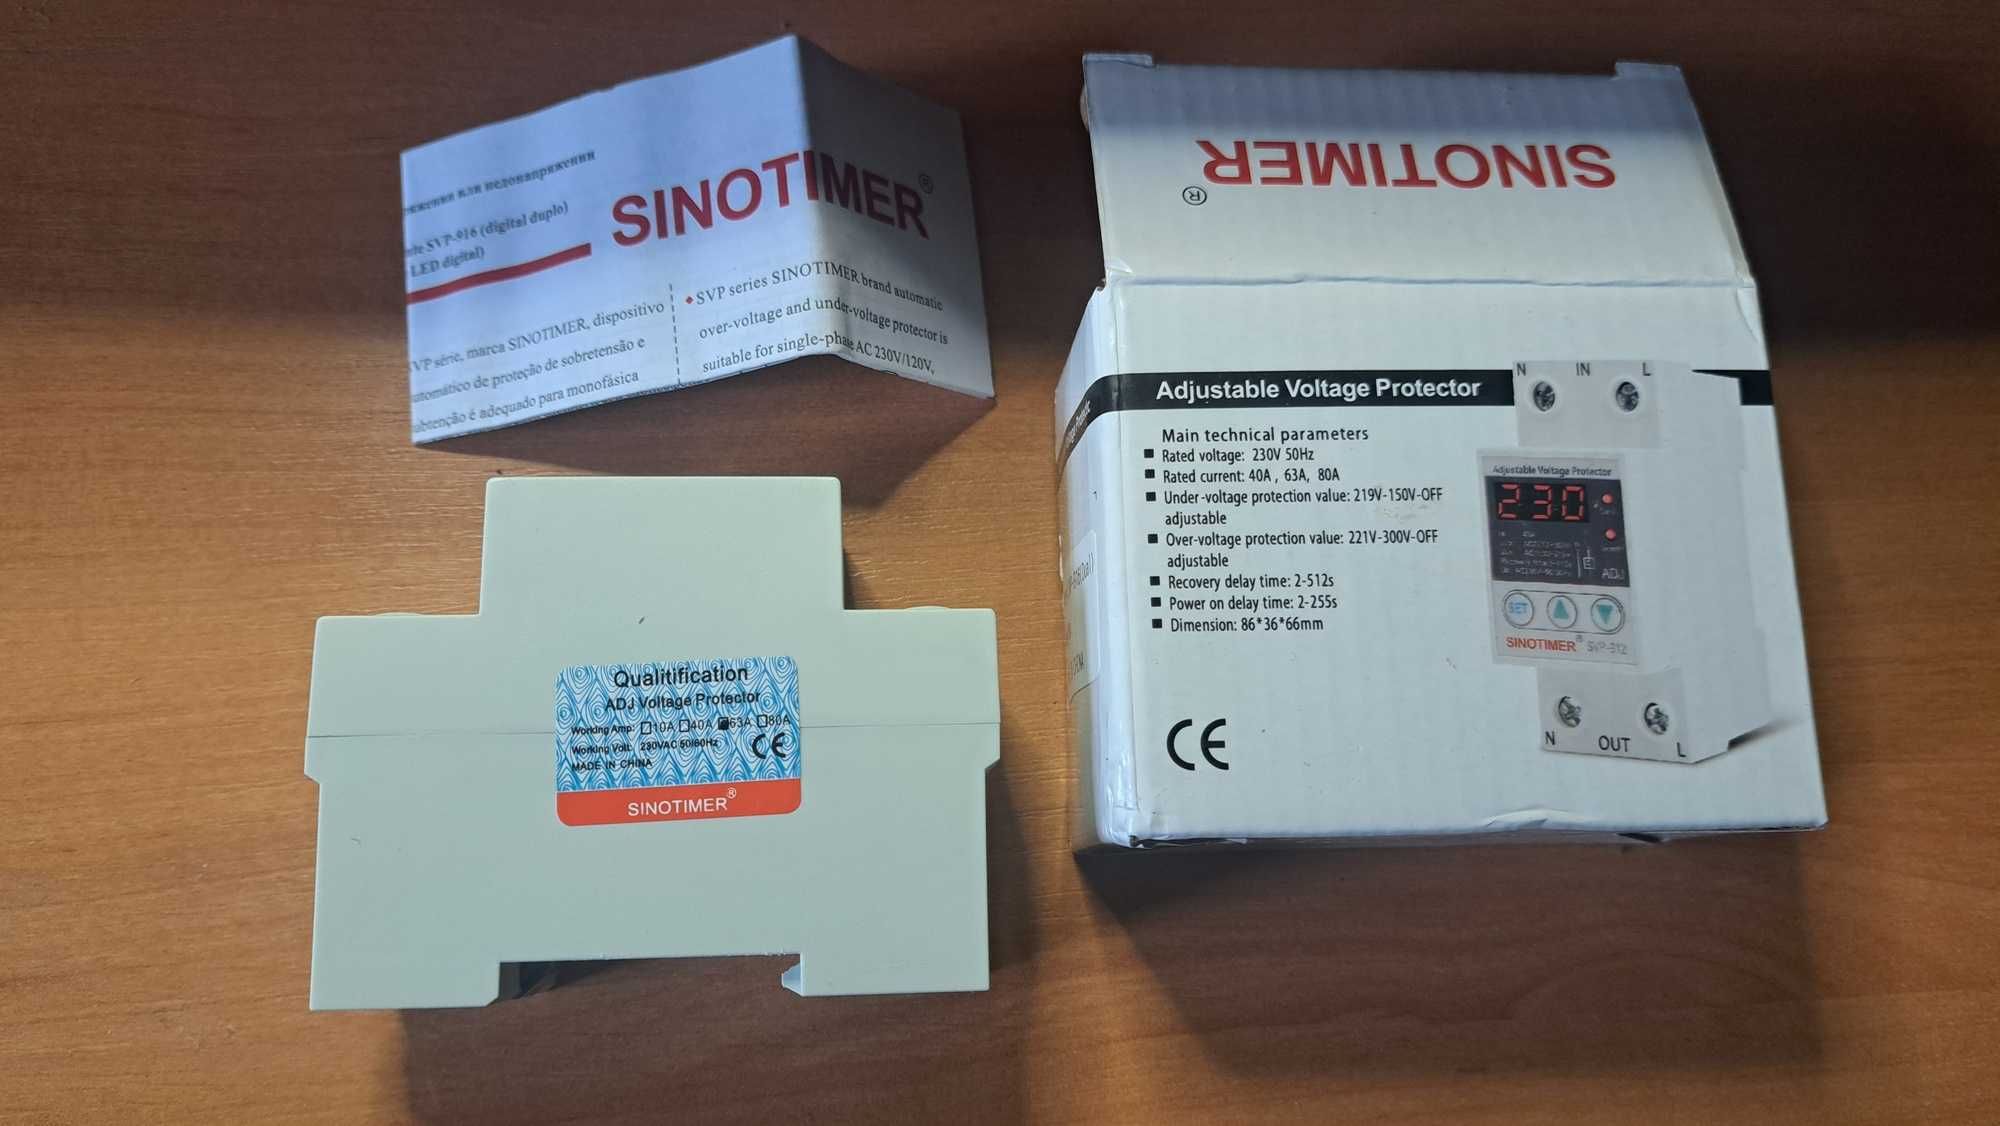 или недонапряжения
SVP-916 (digital duplo)
LED digital)
SINOTIMER®
série, marca SINOTIMER, dispositivo
de proteção de sobretensão e
é adequado para monofásica
SVP series SINOTIMER brand automatic
over-voltage and under-voltage protector is
suitable for single-phase AC 230V/120V,
SINOTIMER®
Adjustable Voltage Protector
Main technical parameters
Rated voltage: 230V 50Hz
Rated current: 40A , 63A, 80A
Under-voltage protection value: 219V-150V-OFF
adjustable
Over-voltage protection value: 221V-300V-OFF
adjustable
Recovery delay time: 2-512s
Power on delay time: 2-255s
Dimension: 86*36*66mm
CE
N IN L
Adjustable Voltage Protector
230
ADJ
SET
SINOTIMER® SVP-912
N OUT L
Qualitification
ADJ Voltage Protector
Working Amp: 10A 40A 63A 80A
Working Volt: 230VAC 50/60Hz
MADE IN CHINA
CE
SINOTIMER®